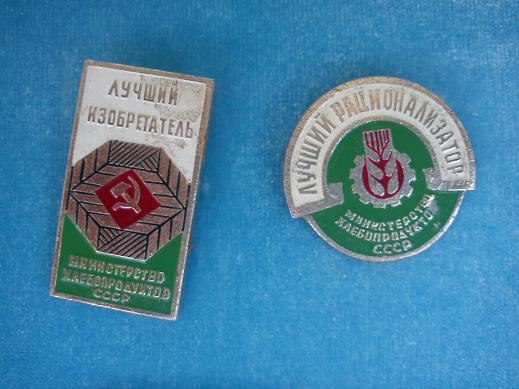 ЛУЧШИЙ
ИЗОБРЕТАТЕЛЬ
МИНИСТЕРСТВО
ХЛЕБОПРОДУКТОВ
СССР
ЛУЧШИЙ РАЦИОНАЛИЗАТОР
МИНИСТЕРСТВО
ХЛЕБОПРОДУКТОВ
СССР